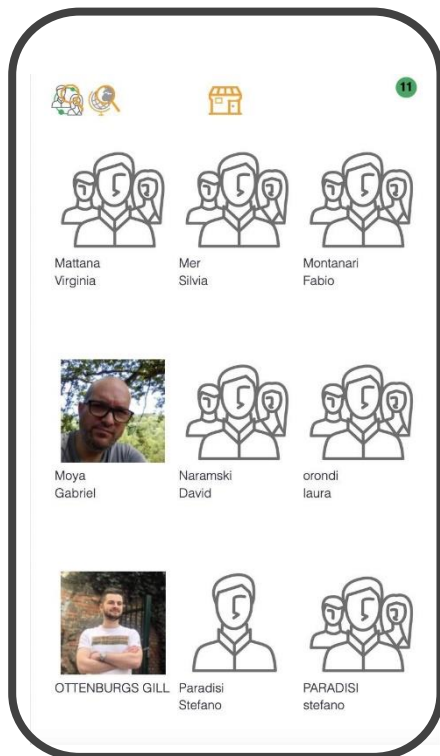 11
Mattana
Virginia
Mer
Silvia
Montanari
Fabio
Moya
Gabriel
Naramski
David
orondi
laura
OTTENBURGS GILL
Paradisi
Stefano
PARADISI
stefano